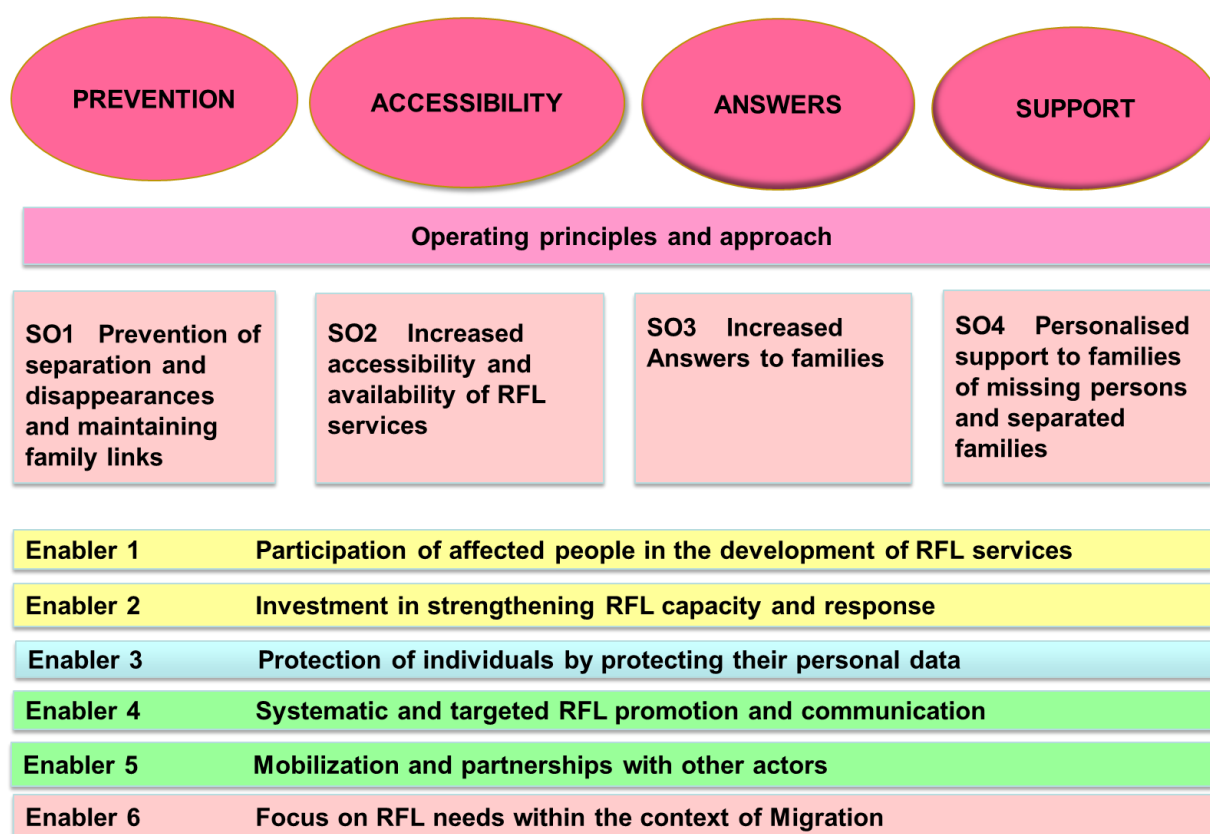 PREVENTION
ACCESSIBILITY
ANSWERS
SUPPORT
Operating principles and approach
SO1 Prevention of
separation and
disappearances
and maintaining
family links
SO2 Increased
accessibility and
availability of RFL
services
SO3 Increased
Answers to families
SO4 Personalised
support to families
of missing persons
and separated
families
Enabler 1 Participation of affected people in the development of RFL services
Enabler 2 Investment in strengthening RFL capacity and response
Enabler 3 Protection of individuals by protecting their personal data
Enabler 4 Systematic and targeted RFL promotion and communication
Enabler 5 Mobilization and partnerships with other actors
Enabler 6 Focus on RFL needs within the context of Migration